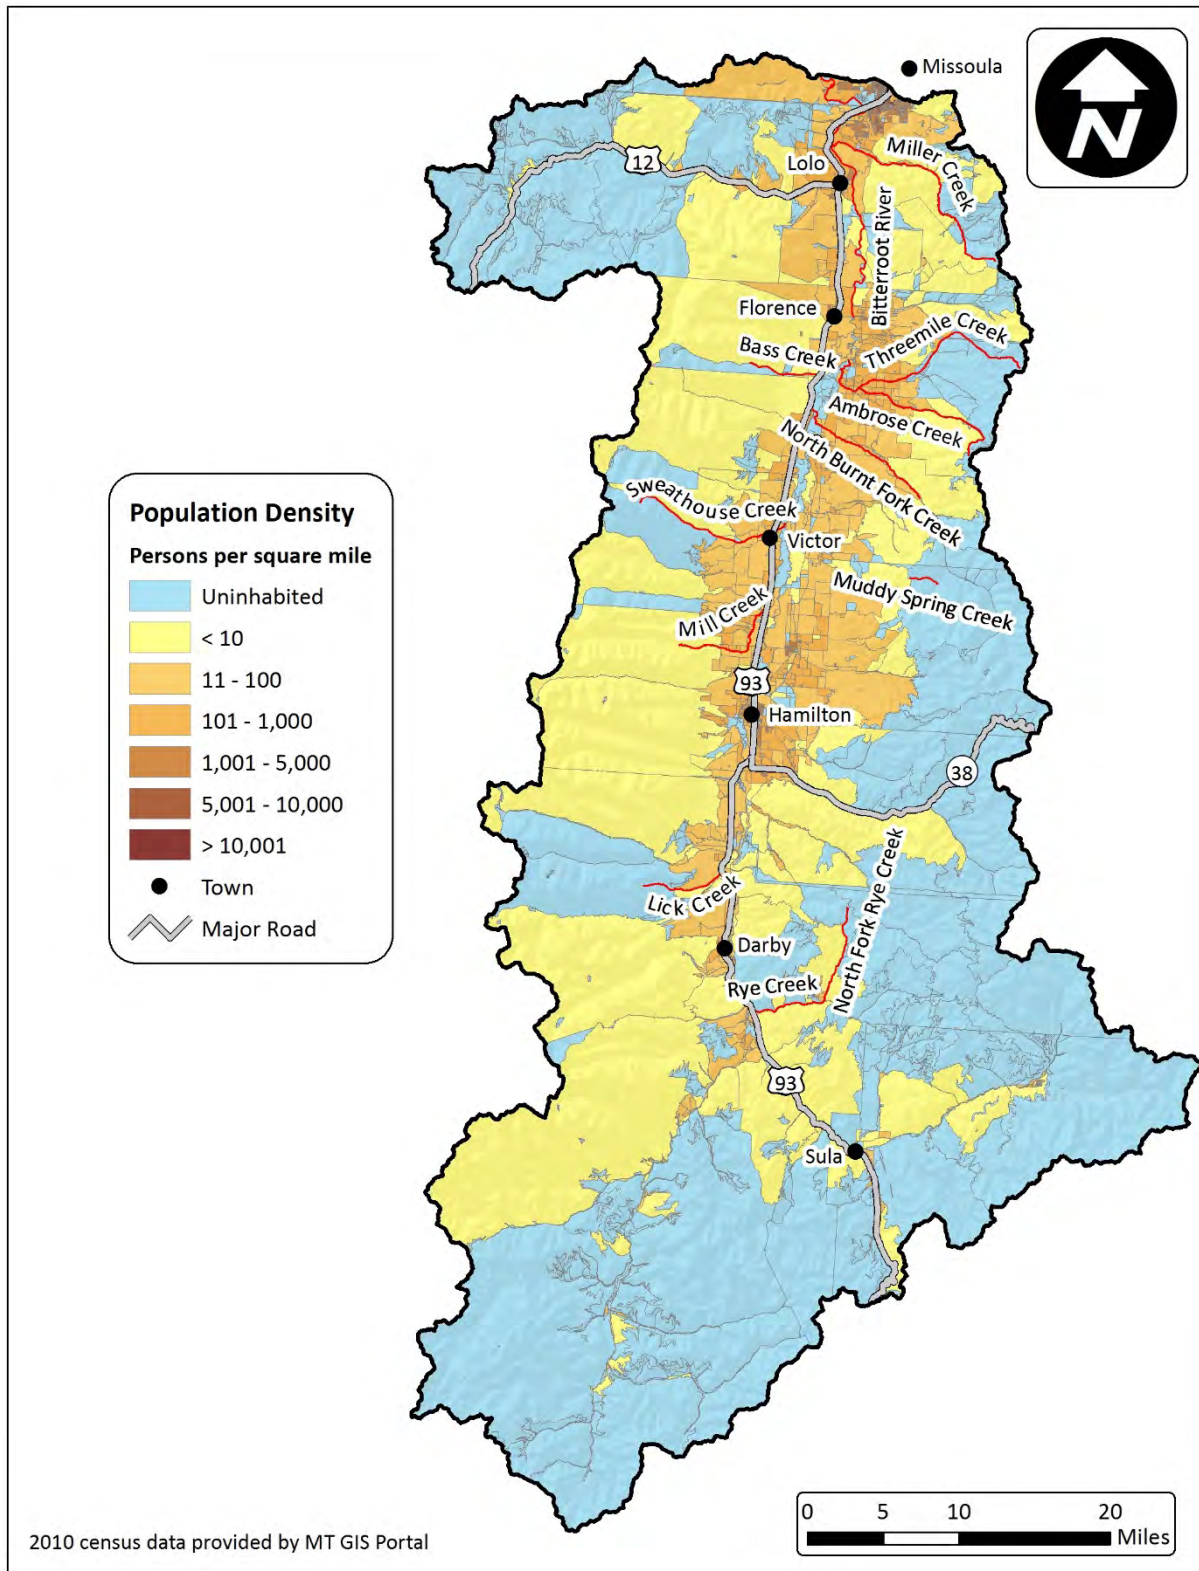 Missoula
N
12
Lolo
Miller Creek
Bitterroot River
Florence
Threemile Creek
Bass Creek
Ambrose Creek
North Burnt Fork Creek
Sweathouse Creek
Victor
Muddy Spring Creek
Mill Creek
93
Hamilton
38
Lick Creek
North Fork Rye Creek
Darby
Rye Creek
93
Sula
Population Density
Persons per square mile
Uninhabited
< 10
11 - 100
101 - 1,000
1,001 - 5,000
5,001 - 10,000
> 10,001
Town
Major Road
0 5 10 20
Miles
2010 census data provided by MT GIS Portal